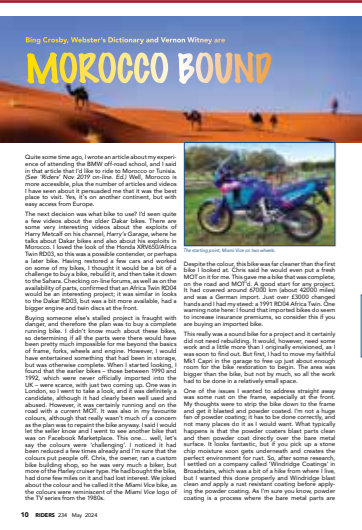 Bing Crosby, Webster's Dictionary and Vernon Witney are
MOROCCO BOUND
Quite some time ago, I wrote an article about my experi-
ence of attending the BMW off-road school, and I said
in that article that I'd like to ride to Morocco or Tunisia.
(See 'Riders' Nov 2019 on-line. Ed.) Well, Morocco is
more accessible, plus the number of articles and videos
I have seen about it persuaded me that it was the best
place to visit. Yes, it's on another continent, but with
easy access from Europe.
The next decision was what bike to use? I'd seen quite
a few videos about the older Dakar bikes. There are
some very interesting videos about the exploits of
Harry Metcalf on his channel, Harry's Garage, where he
talks about Dakar bikes and also about his exploits in
Morocco. I loved the look of the Honda XRV650/Africa
Twin RD03, so this was a possible contender, or perhaps
a later bike. Having restored a few cars and worked
on some of my bikes, I thought it would be a bit of a
challenge to buy a bike, rebuild it, and then take it down
to the Sahara. Checking on-line forums, as well as on the
availability of parts, confirmed that an Africa Twin RD04
would be an interesting project; it was similar in looks
to the Dakar RD03, but was a bit more available, had a
bigger engine and twin discs at the front.
Buying someone else's stalled project is fraught with
danger, and therefore the plan was to buy a complete
running bike. I didn't know much about these bikes,
so determining if all the parts were there would have
been pretty much impossible for me beyond the basics
of frame, forks, wheels and engine. However, I would
have entertained something that had been in storage,
but was otherwise complete. When I started looking, I
found that the earlier bikes – those between 1990 and
1992, which were never officially imported into the
UK – were scarce, with just two coming up. One was in
London, so I went to take a look, and it was definitely a
candidate, although it had clearly been well used and
abused. However, it was certainly running and on the
road with a current MOT. It was also in my favourite
colours, although that really wasn't much of a concern
as the plan was to repaint the bike anyway. I said I would
let the seller know and I went to see another bike that
was on Facebook Marketplace. This one.... well, let's
say the colours were 'challenging'. I noticed it had
been reduced a few times already and I'm sure that the
colours put people off. Chris, the owner, ran a custom
bike building shop, so he was very much a biker, but
more of the Harley cruiser type. He had bought the bike,
had done few miles on it and had lost interest. We joked
about the colour and he called it the Miami Vice bike, as
the colours were reminiscent of the Miami Vice logo of
the TV series from the 1980s.
The starting point, Miami Vice on two wheels.
Despite the colour, this bike was far cleaner than the first
bike I looked at. Chris said he would even put a fresh
MOT on it for me. This gave me a bike that was complete,
on the road and MOT'd. A good start for any project.
It had covered around 67000 km (about 42000 miles)
and was a German import. Just over £3000 changed
hands and I had my steed: a 1991 RD04 Africa Twin. One
warning note here: I found that imported bikes do seem
to increase insurance premiums, so consider this if you
are buying an imported bike.
This really was a sound bike for a project and it certainly
did not need rebuilding. It would, however, need some
work and a little more than I originally envisioned, as I
was soon to find out. But first, I had to move my faithful
Mk1 Capri in the garage to free up just about enough
room for the bike restoration to begin. The area was
bigger than the bike, but not by much, so all the work
had to be done in a relatively small space.
One of the issues I wanted to address straight away
was some rust on the frame, especially at the front.
My thoughts were to strip the bike down to the frame
and get it blasted and powder coated. I'm not a huge
fan of powder coating; it has to be done correctly, and
not many places do it as I would want. What typically
happens is that the powder coaters blast parts clean
and then powder coat directly over the bare metal
surface. It looks fantastic, but if you pick up a stone
chip moisture soon gets underneath and creates the
perfect environment for rust. So, after some research,
I settled on a company called 'Windridge Coatings' in
Broadstairs, which was a bit of a hike from where I live,
but I wanted this done properly and Windridge blast
clean and apply a rust resistant coating before apply-
ing the powder coating. As I'm sure you know, powder
coating is a process where the bare metal parts are
10 RIDERS 234 May 2024